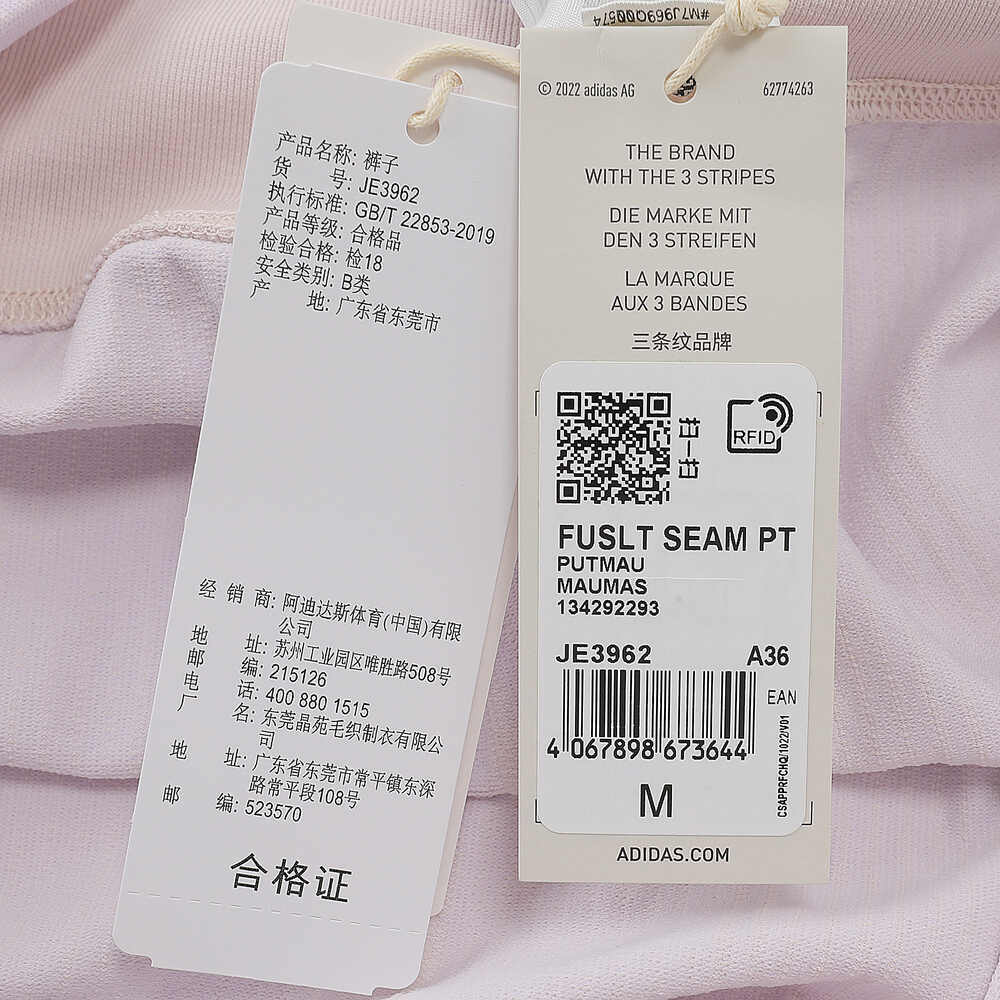 产品名称: 裤子
货 号: JE3962
执行标准: GB/T 22853-2019
产品等级: 合格品
检验合格: 检18
安全类别: B类
产 地: 广东省东莞市
经 销 商: 阿迪达斯体育(中国)有限
公司
地 址: 苏州工业园区唯胜路508号
邮 编: 215126
电 话: 400 880 1515
厂 名: 东莞晶苑毛织制衣有限公
司
地 址: 广东省东莞市常平镇东深
路常平段108号
邮 编: 523570
合格证
#M7J969Q00574
© 2022 adidas AG
62774263
THE BRAND
WITH THE 3 STRIPES
DIE MARKE MIT
DEN 3 STREIFEN
LA MARQUE
AUX 3 BANDES
三条纹品牌
扫一扫
RFID
FUSLT SEAM PT
PUTMAU
MAUMAS
134292293
JE3962 A36
EAN
4 067898 673644
CSAPPRFCHQ/1022/V01
M
ADIDAS.COM